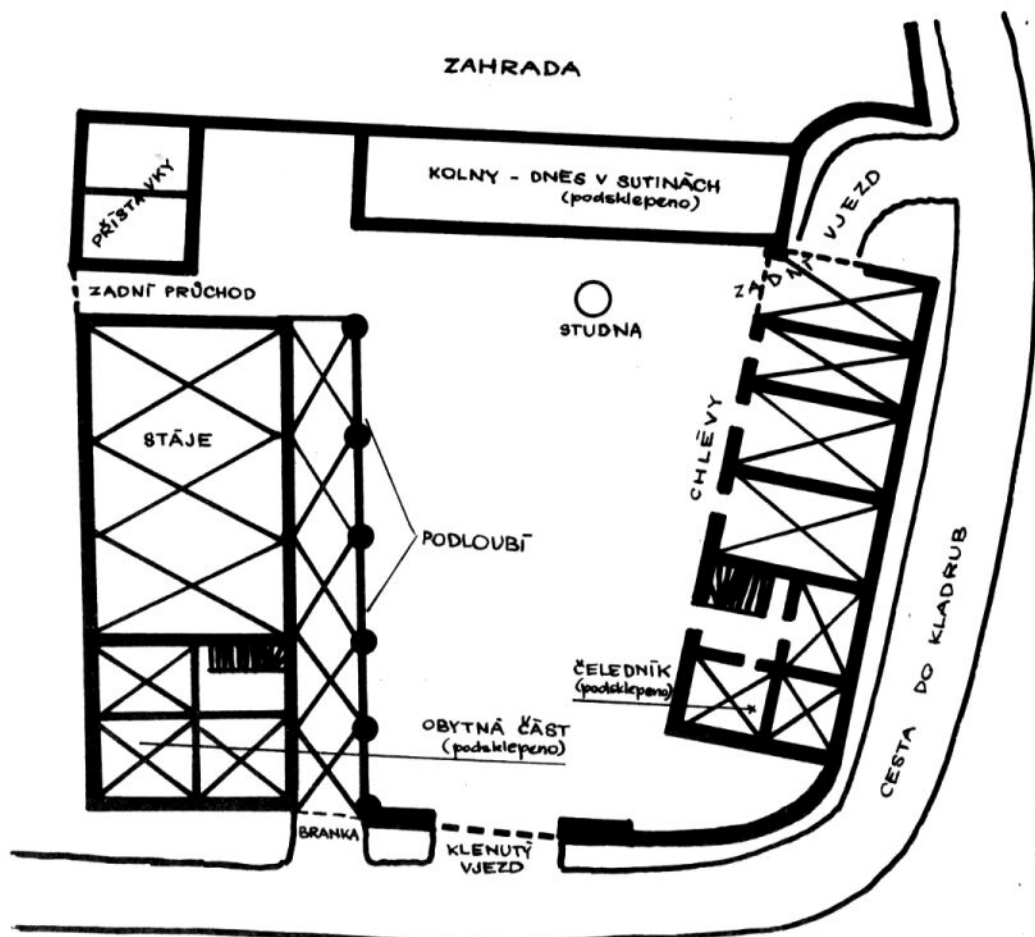 ZAHRADA
PŘÍSTAVKY
KOLNY - DNES V SUTINÁCH
(podsklepeno)
VJEZD
ZADNÍ
ZADNÍ PRŮCHOD
STUDNA
STÁJE
CHLÉVY
PODLOUBÍ
CESTA DO KLADRUB
ČELEDNÍK
(podsklepeno)
OBYTNÁ ČÁST
(podsklepeno)
BRANKA
KLENUTÝ
VJEZD